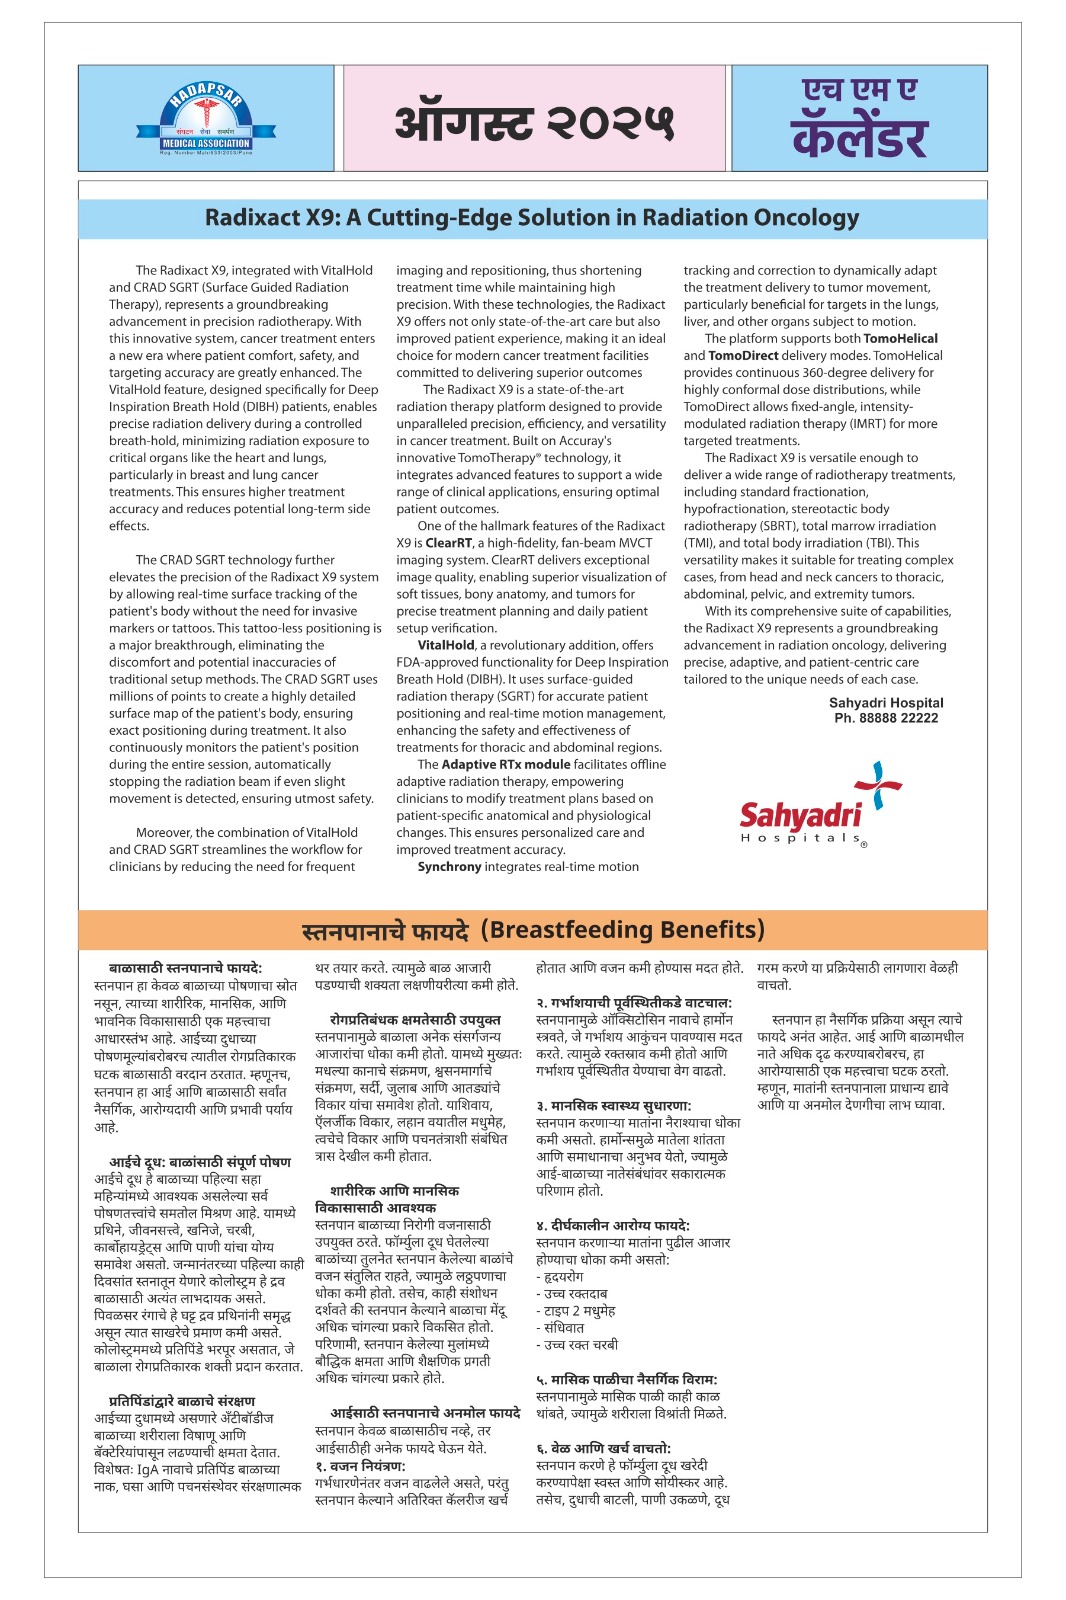 HADAPSAR
संघटन सेवा समर्पण
MEDICAL ASSOCIATION
ऑगस्ट २०२५
एच एम ए
कॅलेंडर
Radixact X9: A Cutting-Edge Solution in Radiation Oncology
The Radixact X9, integrated with VitalHold
and CRAD SGRT (Surface Guided Radiation
Therapy), represents a groundbreaking
advancement in precision radiotherapy. With
this innovative system, cancer treatment enters
a new era where patient comfort, safety, and
targeting accuracy are greatly enhanced. The
VitalHold feature, designed specifically for Deep
Inspiration Breath Hold (DIBH) patients, enables
precise radiation delivery during a controlled
breath-hold, minimizing radiation exposure to
critical organs like the heart and lungs,
particularly in breast and lung cancer
treatments. This ensures higher treatment
accuracy and reduces potential long-term side
effects.
The CRAD SGRT technology further
elevates the precision of the Radixact X9 system
by allowing real-time surface tracking of the
patient's body without the need for invasive
markers or tattoos. This tattoo-less positioning is
a major breakthrough, eliminating the
discomfort and potential inaccuracies of
traditional setup methods. The CRAD SGRT uses
millions of points to create a highly detailed
surface map of the patient's body, ensuring
exact positioning during treatment. It also
continuously monitors the patient's position
during the entire session, automatically
stopping the radiation beam if even slight
movement is detected, ensuring utmost safety.
Moreover, the combination of VitalHold
and CRAD SGRT streamlines the workflow for
clinicians by reducing the need for frequent
imaging and repositioning, thus shortening
treatment time while maintaining high
precision. With these technologies, the Radixact
X9 offers not only state-of-the-art care but also
improved patient experience, making it an ideal
choice for modern cancer treatment facilities
committed to delivering superior outcomes
The Radixact X9 is a state-of-the-art
radiation therapy platform designed to provide
unparalleled precision, efficiency, and versatility
in cancer treatment. Built on Accuray's
innovative TomoTherapy® technology, it
integrates advanced features to support a wide
range of clinical applications, ensuring optimal
patient outcomes.
One of the hallmark features of the Radixact
X9 is ClearRT, a high-fidelity, fan-beam MVCT
imaging system. ClearRT delivers exceptional
image quality, enabling superior visualization of
soft tissues, bony anatomy, and tumors for
precise treatment planning and daily patient
setup verification.
VitalHold, a revolutionary addition, offers
FDA-approved functionality for Deep Inspiration
Breath Hold (DIBH). It uses surface-guided
radiation therapy (SGRT) for accurate patient
positioning and real-time motion management,
enhancing the safety and effectiveness of
treatments for thoracic and abdominal regions.
The Adaptive RTx module facilitates offline
adaptive radiation therapy, empowering
clinicians to modify treatment plans based on
patient-specific anatomical and physiological
changes. This ensures personalized care and
improved treatment accuracy.
Synchrony integrates real-time motion
tracking and correction to dynamically adapt
the treatment delivery to tumor movement,
particularly beneficial for targets in the lungs,
liver, and other organs subject to motion.
The platform supports both TomoHelical
and TomoDirect delivery modes. TomoHelical
provides continuous 360-degree delivery for
highly conformal dose distributions, while
TomoDirect allows fixed-angle, intensity-
modulated radiation therapy (IMRT) for more
targeted treatments.
The Radixact X9 is versatile enough to
deliver a wide range of radiotherapy treatments,
including standard fractionation,
hypofractionation, stereotactic body
radiotherapy (SBRT), total marrow irradiation
(TMI), and total body irradiation (TBI). This
versatility makes it suitable for treating complex
cases, from head and neck cancers to thoracic,
abdominal, pelvic, and extremity tumors.
With its comprehensive suite of capabilities,
the Radixact X9 represents a groundbreaking
advancement in radiation oncology, delivering
precise, adaptive, and patient-centric care
tailored to the unique needs of each case.
Sahyadri Hospital
Ph. 88888 22222
Sahyadri
Hospitals®
स्तनपानाचे फायदे (Breastfeeding Benefits)
बाळासाठी स्तनपानाचे फायदे:
स्तनपान हा केवळ बाळाच्या पोषणाचा स्रोत
नसून, त्याच्या शारीरिक, मानसिक, आणि
भावनिक विकासासाठी एक महत्त्वाचा
आधारस्तंभ आहे. आईच्या दुधाच्या
पोषणमूल्यांबरोबरच त्यातील रोगप्रतिकारक
घटक बाळासाठी वरदान ठरतात. म्हणूनच,
स्तनपान हा आई आणि बाळासाठी सर्वांत
नैसर्गिक, आरोग्यदायी आणि प्रभावी पर्याय
आहे.
आईचे दूध: बाळांसाठी संपूर्ण पोषण
आईचे दूध हे बाळाच्या पहिल्या सहा
महिन्यांमध्ये आवश्यक असलेल्या सर्व
पोषणतत्त्वांचे समतोल मिश्रण आहे. यामध्ये
प्रथिने, जीवनसत्त्वे, खनिजे, चरबी,
कार्बोहायड्रेट्स आणि पाणी यांचा योग्य
समावेश असतो. जन्मानंतरच्या पहिल्या काही
दिवसांत स्तनातून येणारे कोलोस्ट्रम हे द्रव
बाळासाठी अत्यंत लाभदायक असते.
पिवळसर रंगाचे हे घट्ट द्रव प्रथिनांनी समृद्ध
असून त्यात साखरेचे प्रमाण कमी असते.
कोलोस्ट्रममध्ये प्रतिपिंडे भरपूर असतात, जे
बाळाला रोगप्रतिकारक शक्ती प्रदान करतात.
प्रतिपिंडांद्वारे बाळाचे संरक्षण
आईच्या दुधामध्ये असणारे अँटीबॉडीज
बाळाच्या शरीराला विषाणू आणि
बॅक्टेरियांपासून लढण्याची क्षमता देतात.
विशेषतः IgA नावाचे प्रतिपिंड बाळाच्या
नाक, घसा आणि पचनसंस्थेवर संरक्षणात्मक
थर तयार करते. त्यामुळे बाळ आजारी
पडण्याची शक्यता लक्षणीयरीत्या कमी होते.
रोगप्रतिबंधक क्षमतेसाठी उपयुक्त
स्तनपानामुळे बाळाला अनेक संसर्गजन्य
आजारांचा धोका कमी होतो. यामध्ये मुख्यतः
मधल्या कानाचे संक्रमण, श्वसनमार्गाचे
संक्रमण, सर्दी, जुलाब आणि आतड्यांचे
विकार यांचा समावेश होतो. याशिवाय,
ऍलर्जीक विकार, लहान वयातील मधुमेह,
त्वचेचे विकार आणि पचनतंत्राशी संबंधित
त्रास देखील कमी होतात.
शारीरिक आणि मानसिक
विकासासाठी आवश्यक
स्तनपान बाळाच्या निरोगी वजनासाठी
उपयुक्त ठरते. फॉर्म्युला दूध घेतलेल्या
बाळांच्या तुलनेत स्तनपान केलेल्या बाळांचे
वजन संतुलित राहते, ज्यामुळे लठ्ठपणाचा
धोका कमी होतो. तसेच, काही संशोधन
दर्शवते की स्तनपान केल्याने बाळाचा मेंदू
अधिक चांगल्या प्रकारे विकसित होतो.
परिणामी, स्तनपान केलेल्या मुलांमध्ये
बौद्धिक क्षमता आणि शैक्षणिक प्रगती
अधिक चांगल्या प्रकारे होते.
आईसाठी स्तनपानाचे अनमोल फायदे
स्तनपान केवळ बाळासाठीच नव्हे, तर
आईसाठीही अनेक फायदे घेऊन येते.
१. वजन नियंत्रण:
गर्भधारणेनंतर वजन वाढलेले असते, परंतु
स्तनपान केल्याने अतिरिक्त कॅलरीज खर्च
होतात आणि वजन कमी होण्यास मदत होते.
२. गर्भाशयाची पूर्वस्थितीकडे वाटचाल:
स्तनपानामुळे ऑक्सिटोसिन नावाचे हार्मोन
स्त्रवते, जे गर्भाशय आकुंचन पावण्यास मदत
करते. त्यामुळे रक्तस्राव कमी होतो आणि
गर्भाशय पूर्वस्थितीत येण्याचा वेग वाढतो.
३. मानसिक स्वास्थ्य सुधारणा:
स्तनपान करणाऱ्या मातांना नैराश्याचा धोका
कमी असतो. हार्मोन्समुळे मातेला शांतता
आणि समाधानाचा अनुभव येतो, ज्यामुळे
आई-बाळाच्या नातेसंबंधांवर सकारात्मक
परिणाम होतो.
४. दीर्घकालीन आरोग्य फायदे:
स्तनपान करणाऱ्या मातांना पुढील आजार
होण्याचा धोका कमी असतो:
- हृदयरोग
- उच्च रक्तदाब
- टाइप 2 मधुमेह
- संधिवात
- उच्च रक्त चरबी
५. मासिक पाळीचा नैसर्गिक विराम:
स्तनपानामुळे मासिक पाळी काही काळ
थांबते, ज्यामुळे शरीराला विश्रांती मिळते.
६. वेळ आणि खर्च वाचतो:
स्तनपान करणे हे फॉर्म्युला दूध खरेदी
करण्यापेक्षा स्वस्त आणि सोयीस्कर आहे.
तसेच, दुधाची बाटली, पाणी उकळणे, दूध
गरम करणे या प्रक्रियेसाठी लागणारा वेळही
वाचतो.
स्तनपान हा नैसर्गिक प्रक्रिया असून त्याचे
फायदे अनंत आहेत. आई आणि बाळामधील
नाते अधिक दृढ करण्याबरोबरच, हा
आरोग्यासाठी एक महत्त्वाचा घटक ठरतो.
म्हणून, मातांनी स्तनपानाला प्राधान्य द्यावे
आणि या अनमोल देणगीचा लाभ घ्यावा.